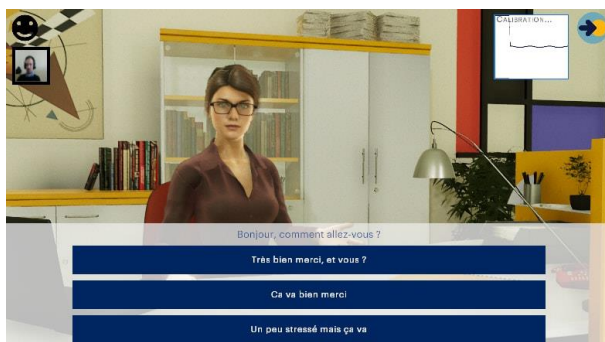 CALIBRATION...
Bonjour, comment allez-vous ?
Très bien merci, et vous ?
Ca va bien merci
Un peu stressé mais ça va